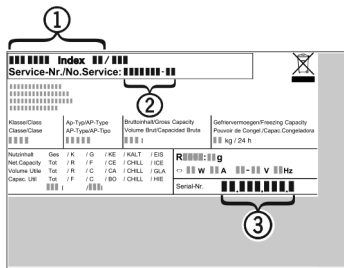 1
Index /
Service-Nr./No.Service: -
2
Klasse/Class Ap-Typ/AP-Type Bruttoinhalt/Gross Capacity Gefriervermoegen/Freezing Capacity
Classe/Clase AP-Type/AP-Tipo Volume Brut/Capacidad Bruta Pouvoir de Congel./Capac.Congeladora
l kg / 24 h
Nutzinhalt Ges / K / G / KE / KALT / EIS
Net.Capacity Tot / R / F / CE / CHILL / ICE
Volume Utile Tot / R / C / CA / CHILL / GLA
Capac. Util Tot / F / C / BO / CHILL / HIE
l / l
R : g
W A - V Hz
Serial-Nr.
3